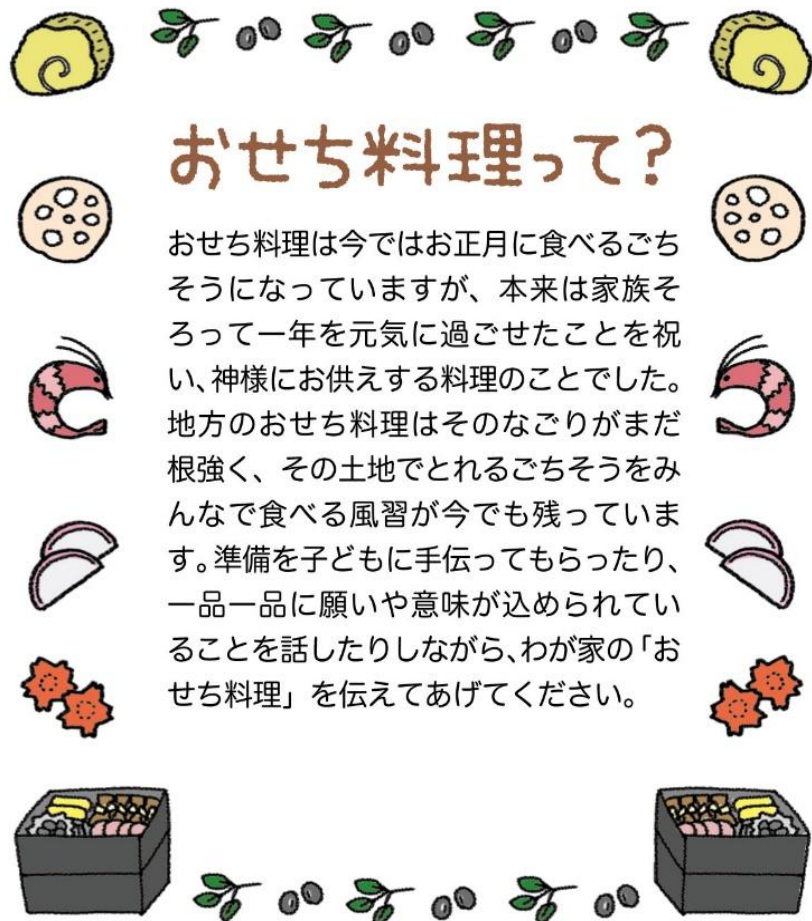 おせち料理って？
おせち料理は今ではお正月に食べるごち
そうになっていますが、本来は家族そ
ろって一年を元気に過ごせたことを祝
い、神様にお供えする料理のことでした。
地方のおせち料理はそのなごりがまだ
根強く、その土地でとれるごちそうをみ
んなで食べる風習が今でも残っていま
す。準備を子どもに手伝ってもらったり、
一品一品に願いや意味が込められてい
ることを話したりしながら、わが家の「お
せち料理」を伝えてあげてください。